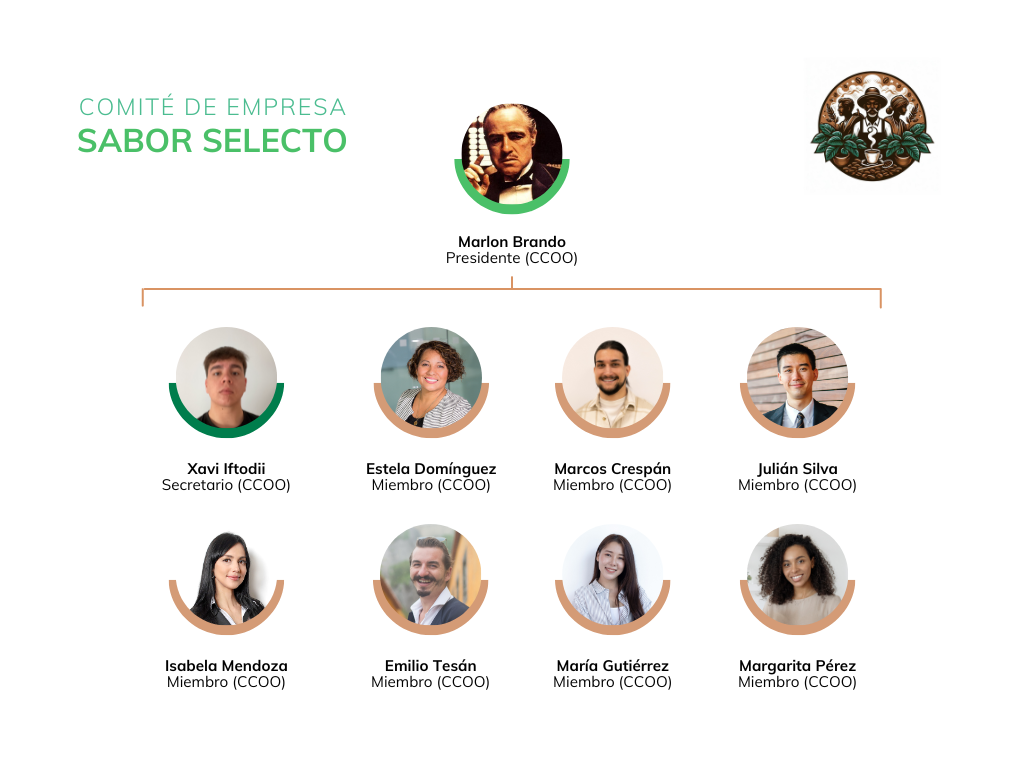 COMITÉ DE EMPRESA
SABOR SELECTO
Marlon Brando
Presidente (CCOO)
Xavi Iftodii
Secretario (CCOO)
Estela Domínguez
Miembro (CCOO)
Marcos Crespán
Miembro (CCOO)
Julián Silva
Miembro (CCOO)
Isabela Mendoza
Miembro (CCOO)
Emilio Tesán
Miembro (CCOO)
María Gutiérrez
Miembro (CCOO)
Margarita Pérez
Miembro (CCOO)